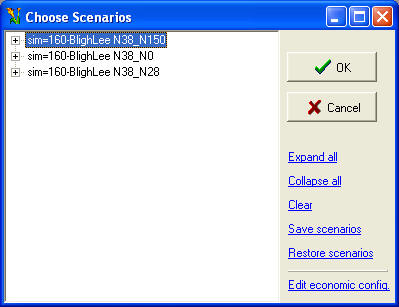 Choose Scenarios
sim=160-BlighLee N38_N150
sim=160-BlighLee N38_N0
sim=160-BlighLee N38_N28
OK
Cancel
Expand all
Collapse all
Clear
Save scenarios
Restore scenarios
Edit economic config.